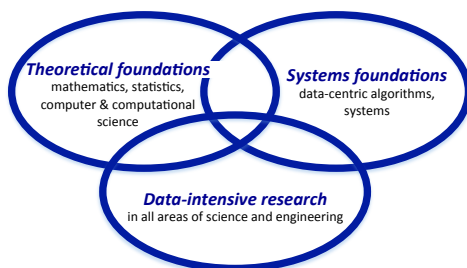 Theoretical foundations
mathematics, statistics,
computer & computational
science
Systems foundations
data-centric algorithms,
systems
Data-intensive research
in all areas of science and engineering